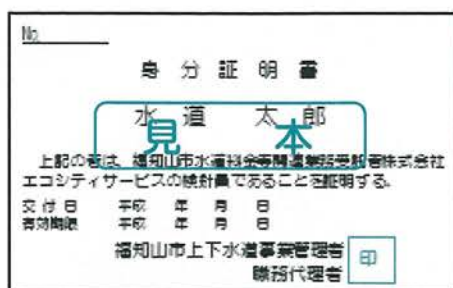 No.
身分証明書
水道 太郎
見本
上記の者は、福知山市水道料金等関連業務受託者株式会社
エコシティサービスの検針員であることを証明する。
交付日 平成 年 月 日
有効期限 平成 年 月 日
福知山市上下水道事業管理者
職務代理者 印